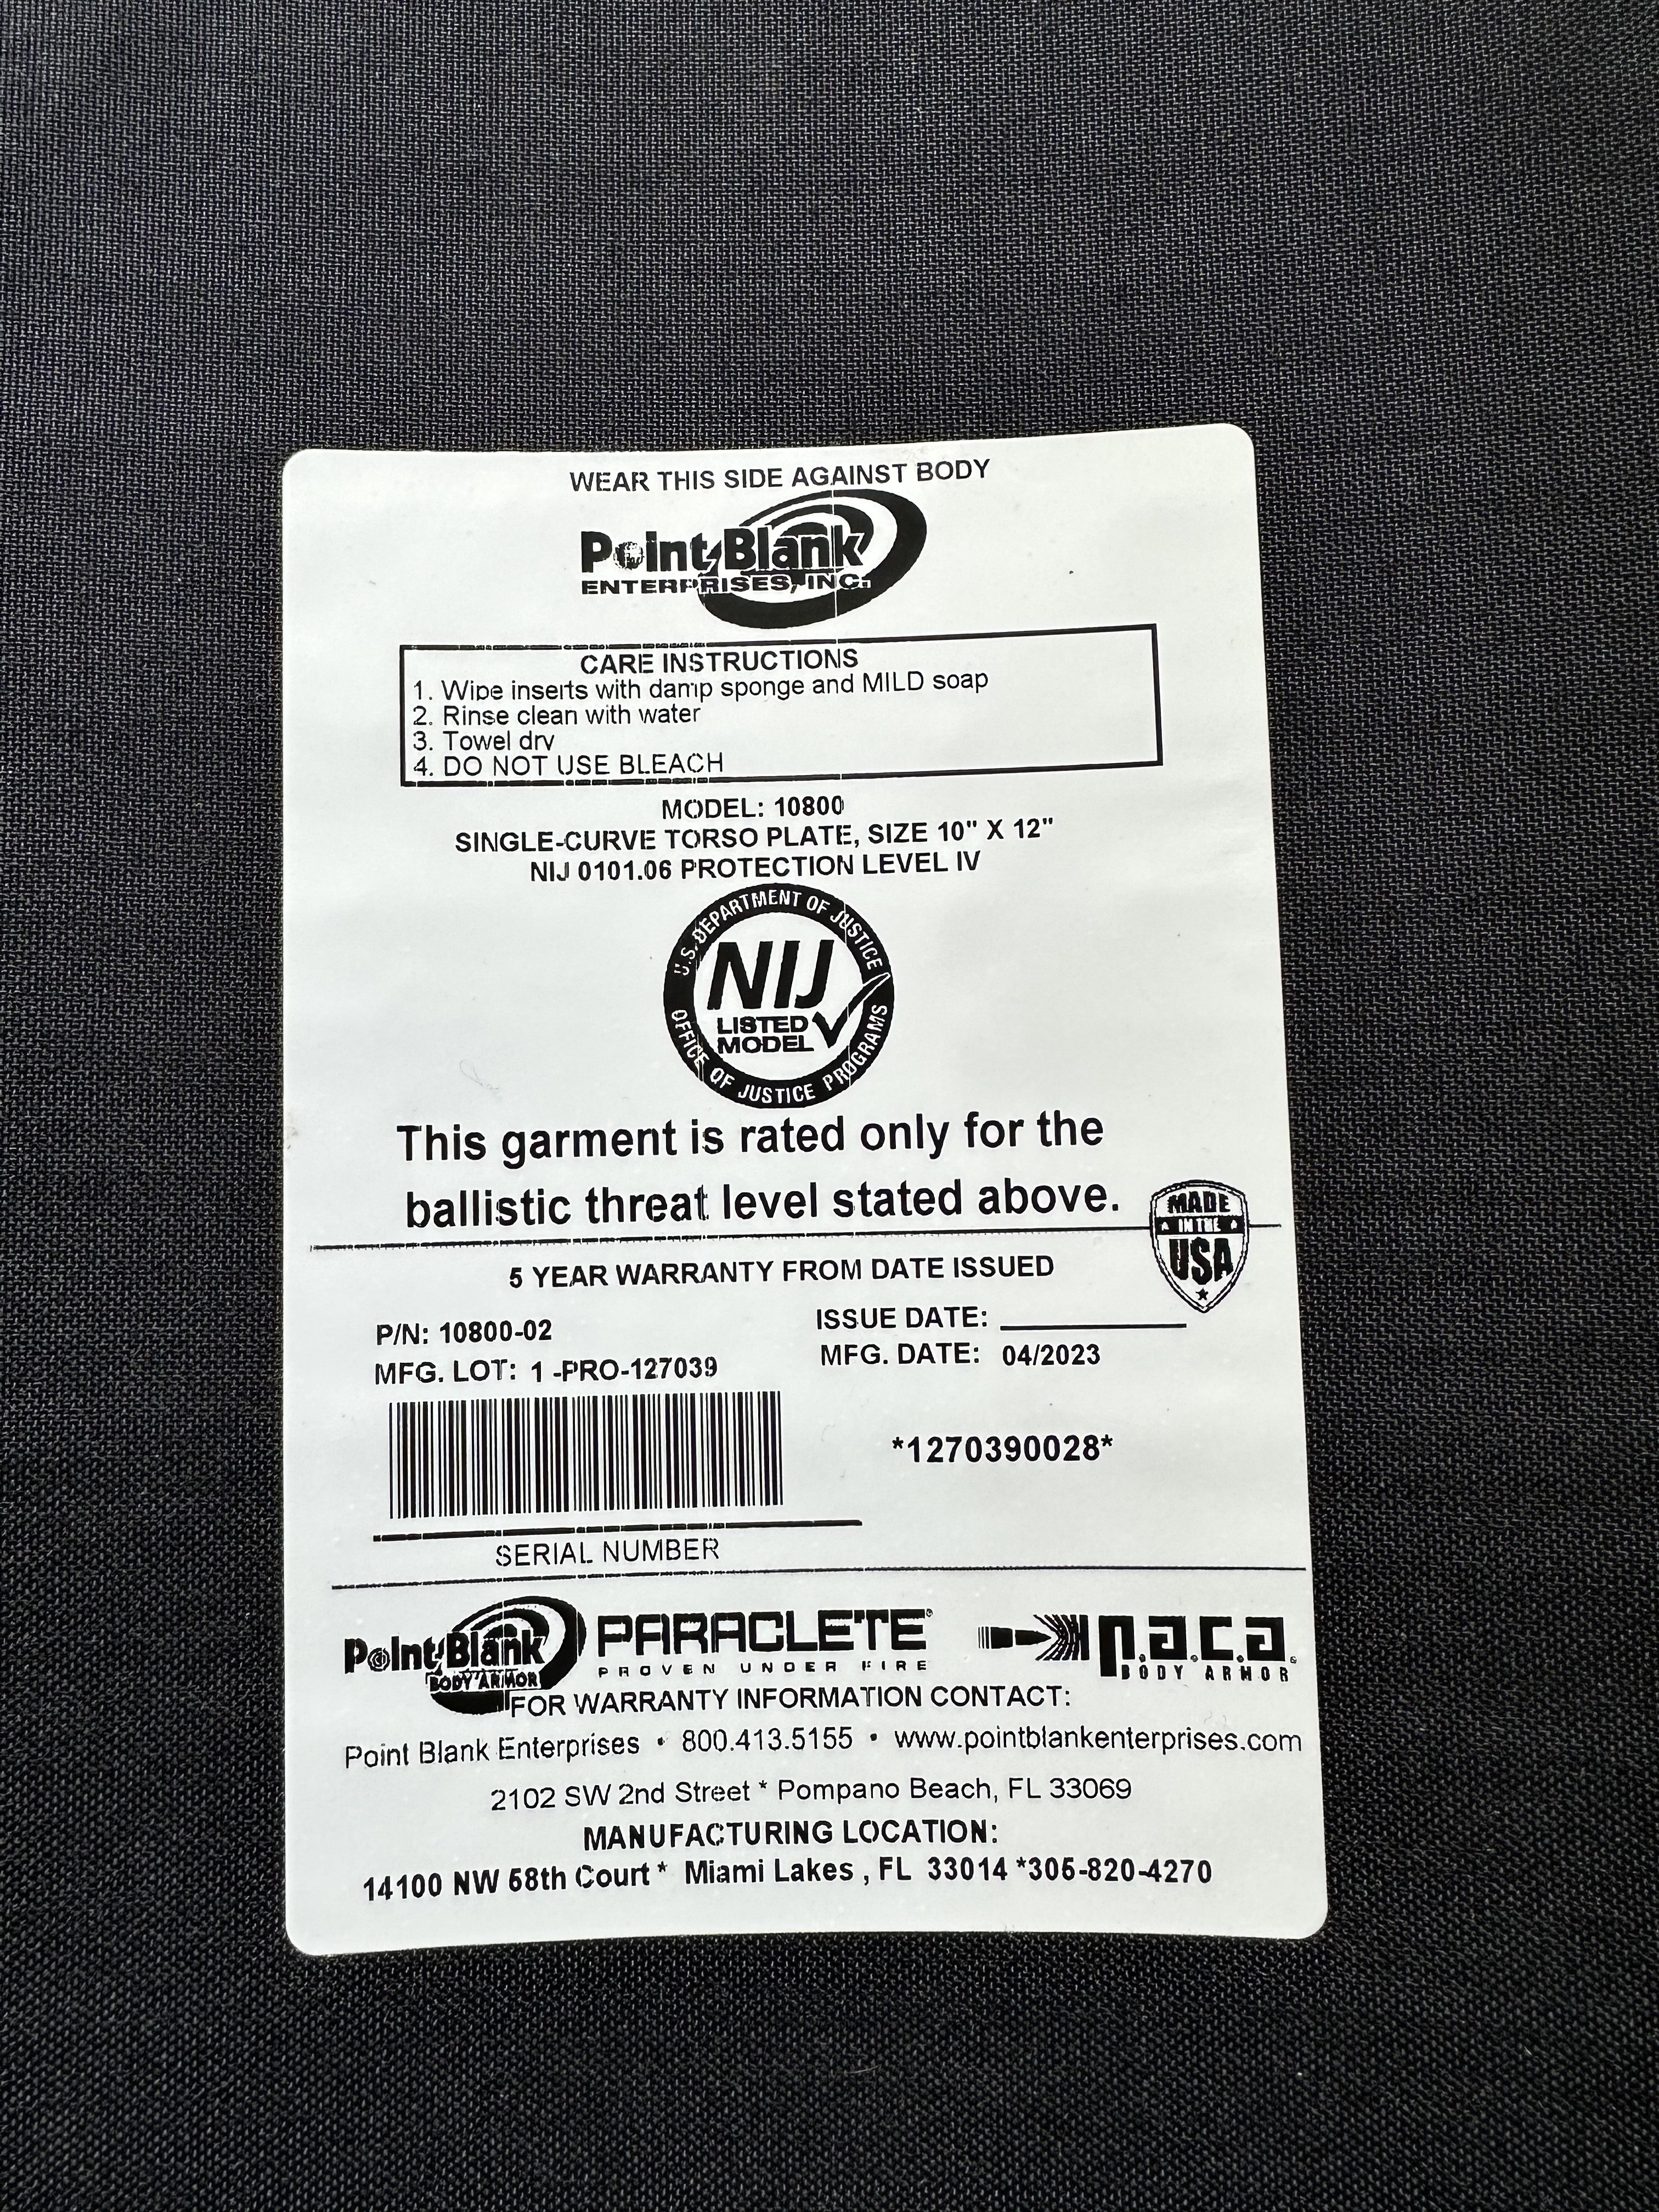 WEAR THIS SIDE AGAINST BODY
Point Blank
ENTERPRISES, INC.
CARE INSTRUCTIONS
1. Wipe inserts with damp sponge and MILD soap
2. Rinse clean with water
3. Towel dry
4. DO NOT USE BLEACH
MODEL: 10800
SINGLE-CURVE TORSO PLATE, SIZE 10" X 12"
NIJ 0101.06 PROTECTION LEVEL IV
U.S. DEPARTMENT OF JUSTICE
NIJ
LISTED
MODEL
OFFICE OF JUSTICE PROGRAMS
This garment is rated only for the
ballistic threat level stated above.
MADE
IN THE
USA
5 YEAR WARRANTY FROM DATE ISSUED
P/N: 10800-02
ISSUE DATE:
MFG. LOT: 1 -PRO-127039
MFG. DATE: 04/2023
*1270390028*
SERIAL NUMBER
Point Blank
BODY ARMOR
PARACLETE®
PROVEN UNDER FIRE
p.a.c.a.
BODY ARMOR
FOR WARRANTY INFORMATION CONTACT:
Point Blank Enterprises • 800.413.5155 • www.pointblankenterprises.com
2102 SW 2nd Street * Pompano Beach, FL 33069
MANUFACTURING LOCATION:
14100 NW 58th Court * Miami Lakes , FL 33014 *305-820-4270